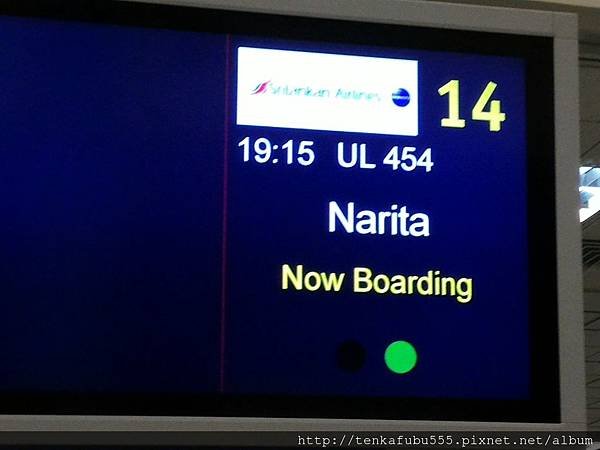 SriLankan Airlines
14
19:15 UL 454
Narita
Now Boarding
http://tenkafubu555.pixnet.net/album